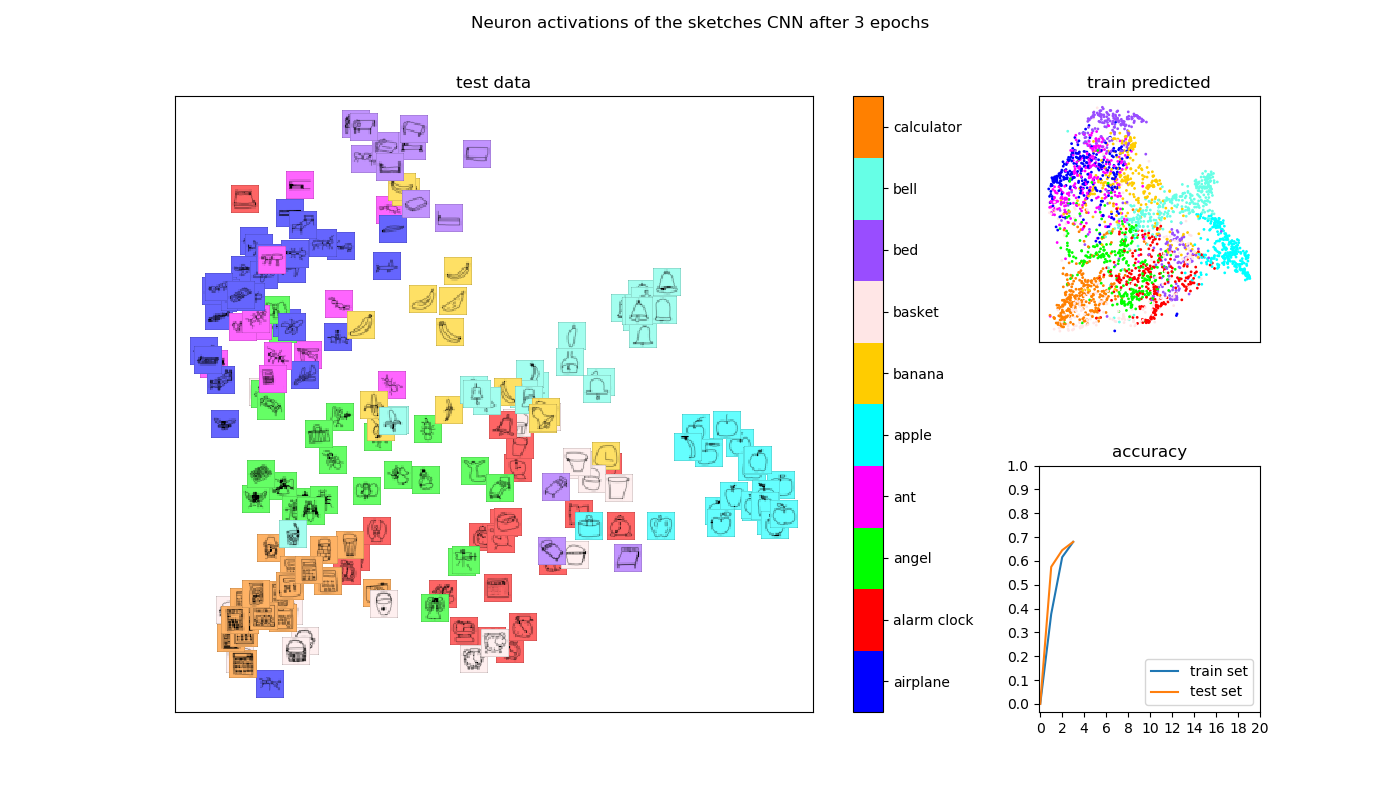 Neuron activations of the sketches CNN after 3 epochs
test data
calculator
bell
bed
basket
banana
apple
ant
angel
alarm clock
airplane
train predicted
accuracy
1.0
0.9
0.8
0.7
0.6
0.5
0.4
0.3
0.2
0.1
0.0
train set
test set
0 2 4 6 8 10 12 14 16 18 20